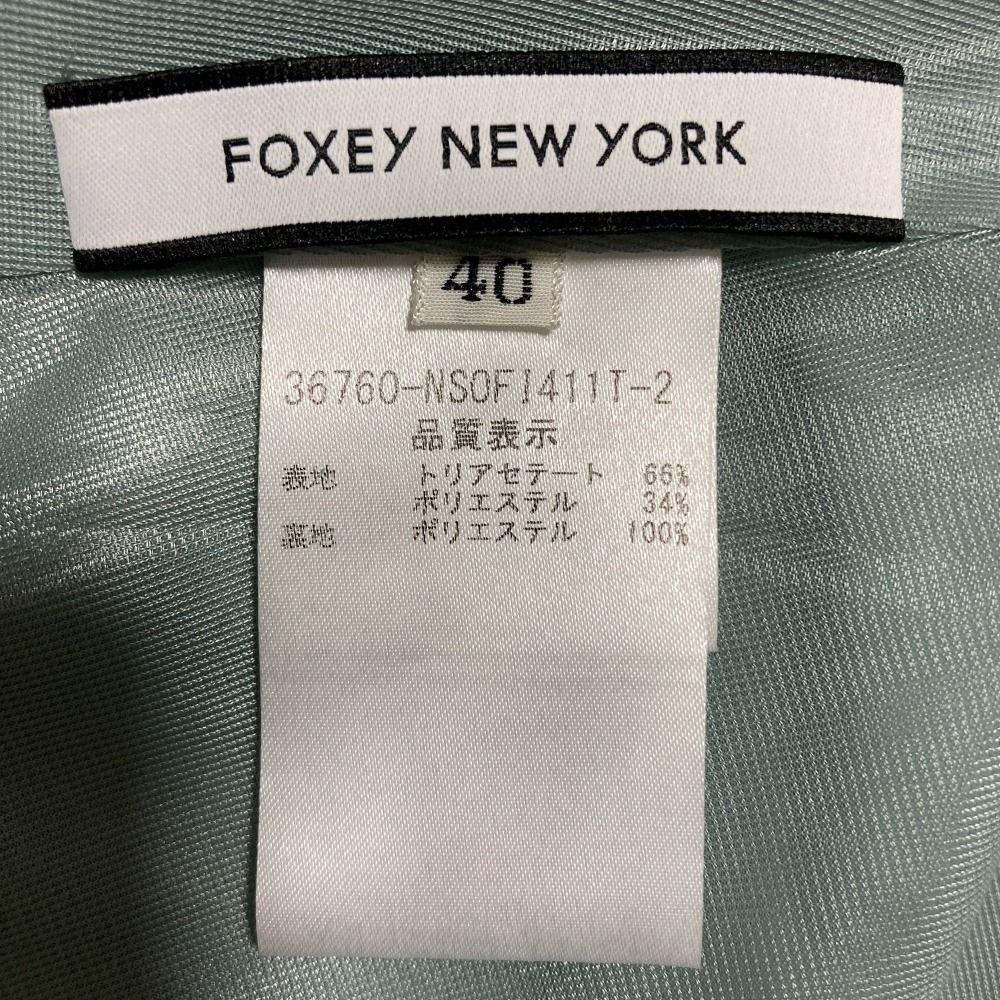 FOXEY NEW YORK
40
36760-NSOFI411T-2
品質表示
表地 トリアセテート 66%
ポリエステル 34%
裏地 ポリエステル 100%